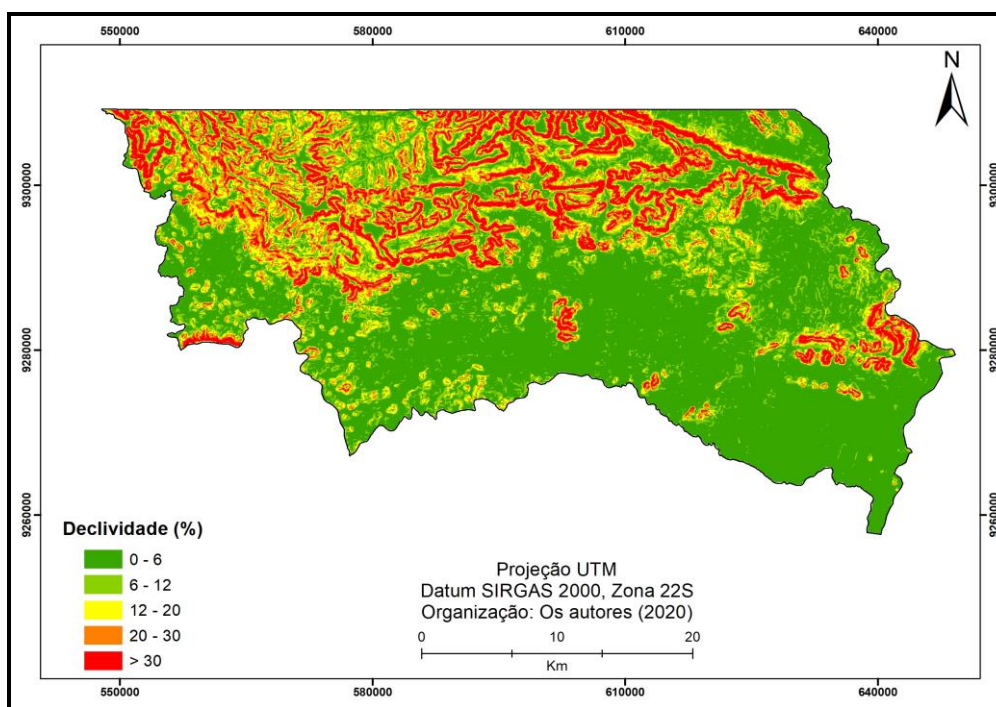 550000 580000 610000 640000
N
9300000 9300000
9280000 9280000
9260000 9260000
Declividade (%)
0 - 6
6 - 12
12 - 20
20 - 30
> 30
Projeção UTM
Datum SIRGAS 2000, Zona 22S
Organização: Os autores (2020)
0 10 20
Km
550000 580000 610000 640000